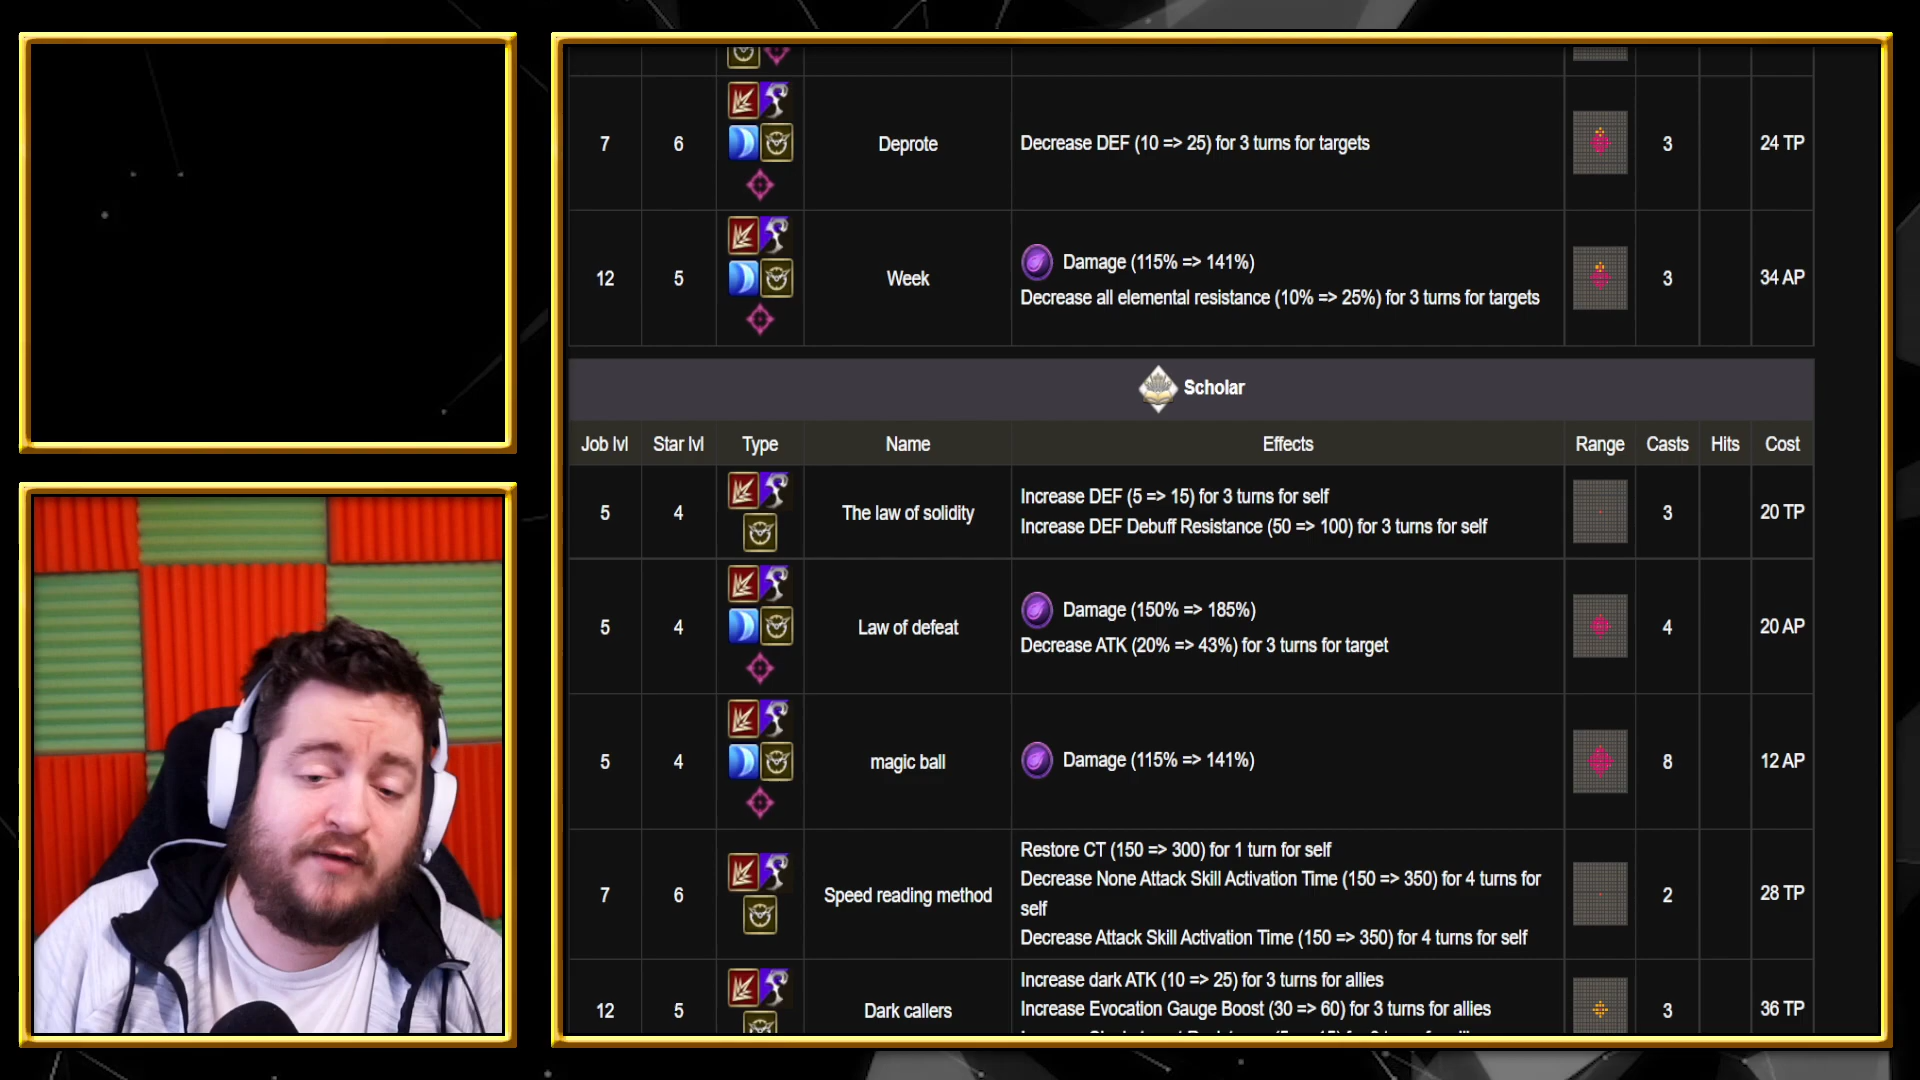 7 6 Deprote Decrease DEF (10 => 25) for 3 turns for targets 3 24 TP
12 5 Week Damage (115% => 141%) 3 34 AP
Decrease all elemental resistance (10% => 25%) for 3 turns for targets
Scholar
Job lvl Star lvl Type Name Effects Range Casts Hits Cost
5 4 The law of solidity Increase DEF (5 => 15) for 3 turns for self 3 20 TP
Increase DEF Debuff Resistance (50 => 100) for 3 turns for self
5 4 Law of defeat Damage (150% => 185%) 4 20 AP
Decrease ATK (20% => 43%) for 3 turns for target
5 4 magic ball Damage (115% => 141%) 8 12 AP
7 6 Speed reading method Restore CT (150 => 300) for 1 turn for self 2 28 TP
Decrease None Attack Skill Activation Time (150 => 350) for 4 turns for
self
Decrease Attack Skill Activation Time (150 => 350) for 4 turns for self
12 5 Dark callers Increase dark ATK (10 => 25) for 3 turns for allies 3 36 TP
Increase Evocation Gauge Boost (30 => 60) for 3 turns for allies